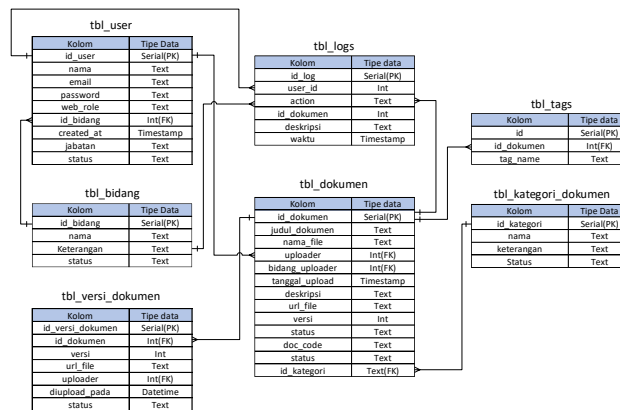 tbl_user
Kolom Tipe Data
id_user Serial(PK)
nama Text
email Text
password Text
web_role Text
id_bidang Int(FK)
created_at Timestamp
jabatan Text
status Text
tbl_bidang
Kolom Tipe Data
id_bidang Serial(PK)
nama Text
Keterangan Text
status Text
tbl_versi_dokumen
Kolom Tipe Data
id_versi_dokumen Serial(PK)
id_dokumen Int(FK)
versi Int
url_file Text
uploader Int(FK)
diupload_pada Datetime
status Text
tbl_logs
Kolom Tipe data
id_log Serial(PK)
user_id Int
action Text
id_dokumen Int
deskripsi Text
waktu Timestamp
tbl_dokumen
Kolom Tipe data
id_dokumen Serial(PK)
judul_dokumen Text
nama_file Text
uploader Int(FK)
bidang_uploader Int(FK)
tanggal_upload Timestamp
deskripsi Text
url_file Text
versi Int
status Text
doc_code Text
status Text
id_kategori Text(FK)
tbl_tags
Kolom Tipe Data
id Serial(PK)
id_dokumen Int(FK)
tag_name Text
tbl_kategori_dokumen
Kolom Tipe Data
id_kategori Serial(PK)
nama Text
keterangan Text
Status Text